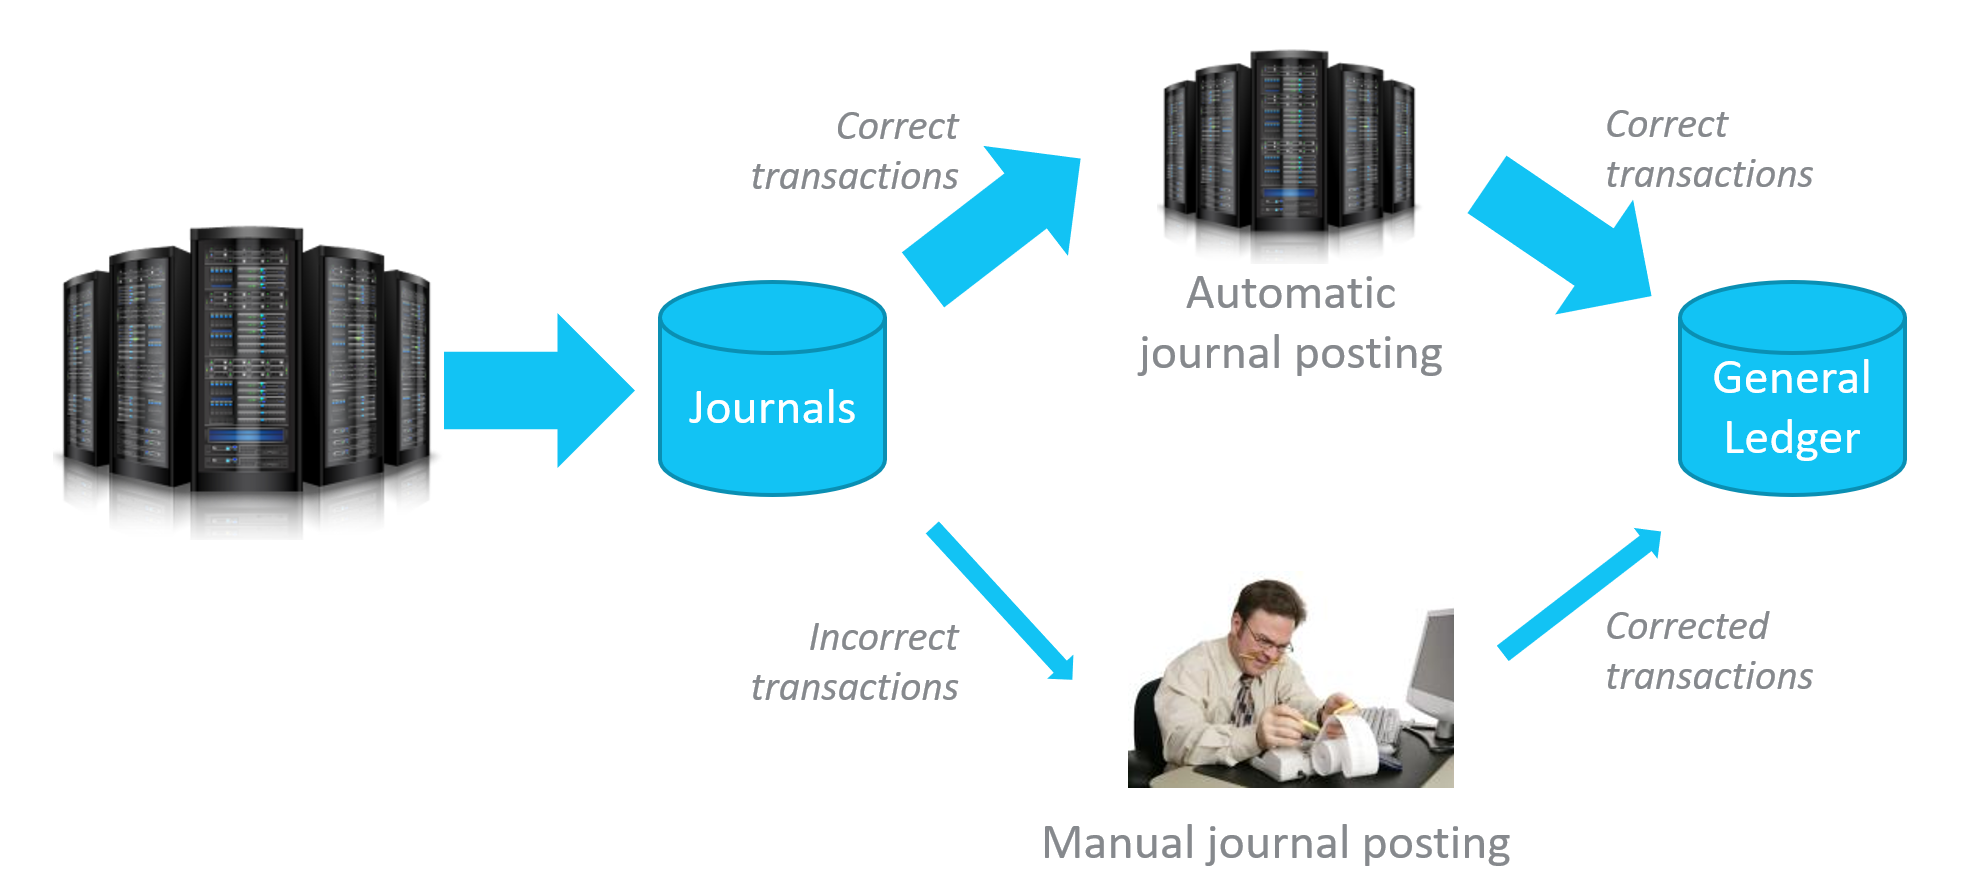 Correct
transactions
Correct
transactions
Automatic
journal posting
Journals
General
Ledger
Incorrect
transactions
Corrected
transactions
Manual journal posting